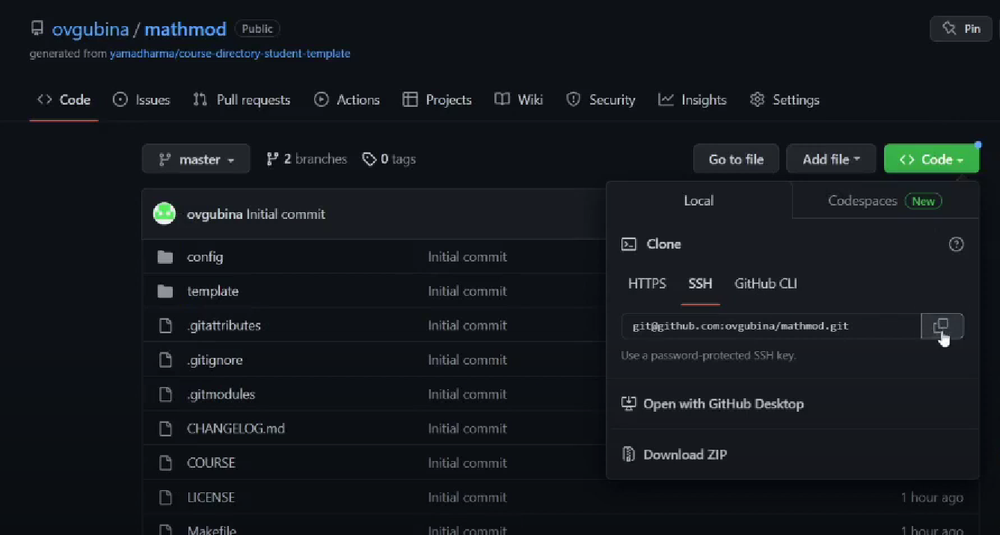 ovgubina / mathmod Public
Pin
generated from yamadharma/course-directory-student-template
Code Issues Pull requests Actions Projects Wiki Security Insights Settings
master 2 branches 0 tags Go to file Add file Code
Local Codespaces New
ovgubina Initial commit
Clone
config Initial commit
HTTPS SSH GitHub CLI
template Initial commit
.gitattributes Initial commit
git@github.com:ovgubina/mathmod.git
Use a password-protected SSH key.
.gitignore Initial commit
.gitmodules Initial commit
Open with GitHub Desktop
CHANGELOG.md Initial commit
COURSE Initial commit
Download ZIP
LICENSE Initial commit 1 hour ago
Makefile Initial commit 1 hour ago